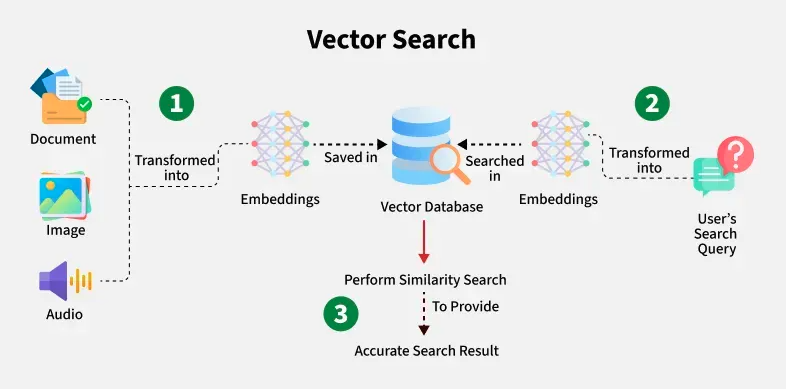 Vector Search
1
2
Document
Transformed
into
Image
Audio
Embeddings
Saved in
Vector Database
Searched
in
Embeddings
Transformed
into
?
User's
Search
Query
Perform Similarity Search
3
To Provide
Accurate Search Result